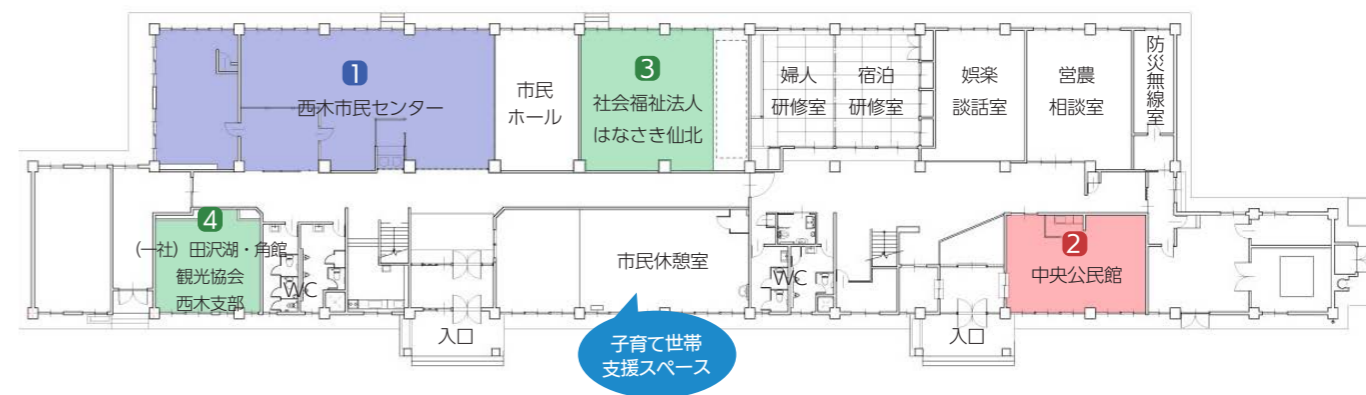 1
西木市民センター
市民
ホール
3
社会福祉法人
はなさき仙北
婦人
研修室
宿泊
研修室
娯楽
談話室
営農
相談室
防災無線室
4
(一社)田沢湖・角館
観光協会
西木支部
WC
市民休憩室
WC
2
中央公民館
入口
子育て世帯
支援スペース
入口